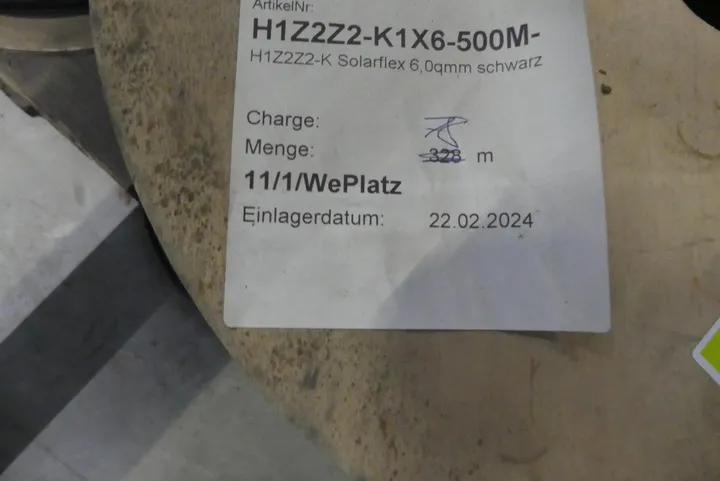 ArtikelNr:
H1Z2Z2-K1X6-500M-
H1Z2Z2-K Solarflex 6,0qmm schwarz
Charge:
Menge: 328 m
11/1/WePlatz
Einlagerdatum: 22.02.2024